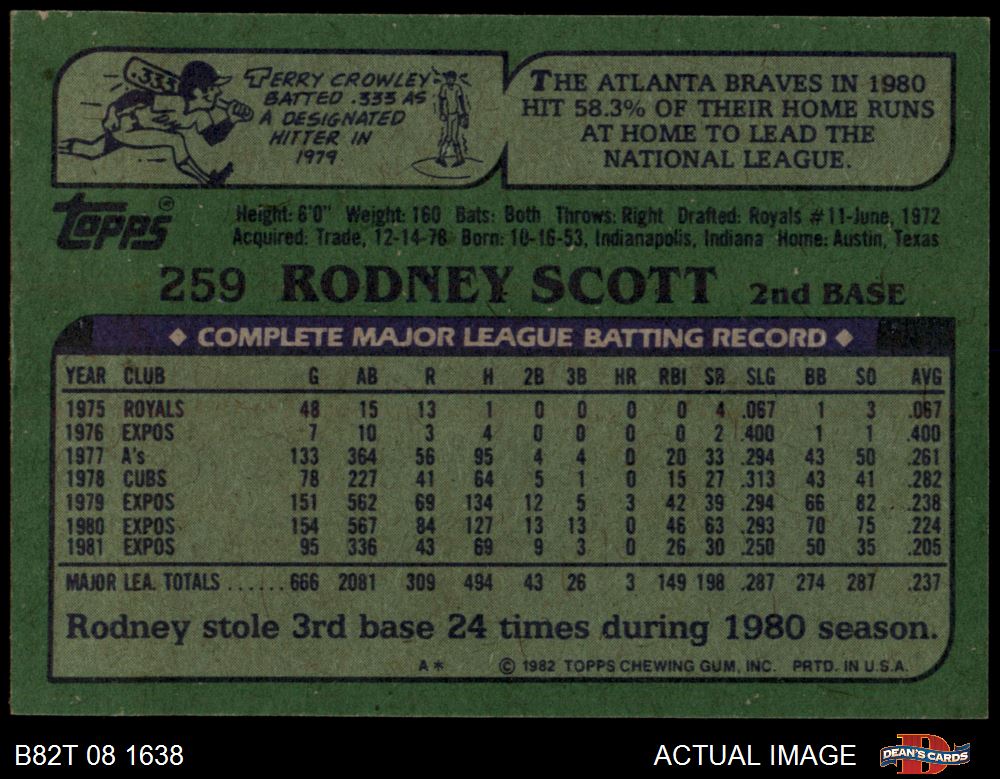 .333
TERRY CROWLEY
BATTED .333 AS
A DESIGNATED
HITTER IN
1979
THE ATLANTA BRAVES IN 1980
HIT 58.3% OF THEIR HOME RUNS
AT HOME TO LEAD THE
NATIONAL LEAGUE.
TOPPS ®
Height: 6'0" Weight: 160 Bats: Both Throws: Right Drafted: Royals #11-June, 1972
Acquired: Trade, 12-14-78 Born: 10-16-53, Indianapolis, Indiana Home: Austin, Texas
259 RODNEY SCOTT 2nd BASE
◆ COMPLETE MAJOR LEAGUE BATTING RECORD ◆
YEAR CLUB G AB R H 2B 3B HR RBI SB SLG BB SO AVG
1975 ROYALS 48 15 13 1 0 0 0 0 4 .067 1 3 .067
1976 EXPOS 7 10 3 4 0 0 0 0 2 .400 1 1 .400
1977 A's 133 364 56 95 4 4 0 20 33 .294 43 50 .261
1978 CUBS 78 227 41 64 5 1 0 15 27 .313 43 41 .282
1979 EXPOS 151 562 69 134 12 5 3 42 39 .294 66 82 .238
1980 EXPOS 154 567 84 127 13 13 0 46 63 .293 70 75 .224
1981 EXPOS 95 336 43 69 9 3 0 26 30 .250 50 35 .205
MAJOR LEA. TOTALS ...... 666 2081 309 494 43 26 3 149 198 .287 274 287 .237
Rodney stole 3rd base 24 times during 1980 season.
A * © 1982 TOPPS CHEWING GUM, INC. PRTD. IN U.S.A.
B82T 08 1638 ACTUAL IMAGE DEAN'S CARDS